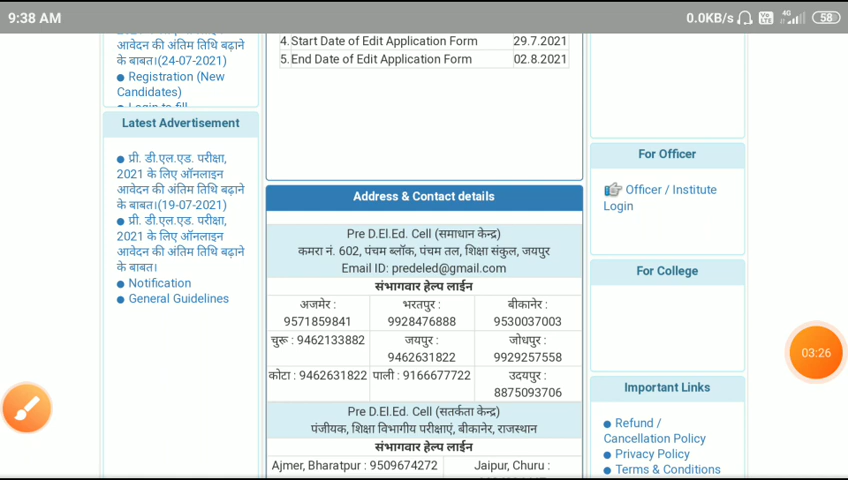 9:38 AM
0.0KB/s
4G
58
आवेदन की अंतिम तिथि बढ़ाने
के बाबत।(24-07-2021)
Registration (New
Candidates)
Login to fill
Latest Advertisement
प्री. डी.एल.एड. परीक्षा,
2021 के लिए ऑनलाइन
आवेदन की अंतिम तिथि बढ़ाने
के बाबत।(19-07-2021)
प्री. डी.एल.एड. परीक्षा,
2021 के लिए ऑनलाइन
आवेदन की अंतिम तिथि बढ़ाने
के बाबत।
Notification
General Guidelines
4.Start Date of Edit Application Form 29.7.2021
5.End Date of Edit Application Form 02.8.2021
Address & Contact details
Pre D.El.Ed. Cell (समाधान केन्द्र)
कमरा नं. 602, पंचम ब्लॉक, पंचम तल, शिक्षा संकुल, जयपुर
Email ID: predeled@gmail.com
संभागवार हेल्प लाईन
अजमेर : भरतपुर : बीकानेर :
9571859841 9928476888 9530037003
चुरू : 9462133882 जयपुर : जोधपुर :
9462631822 9929257558
कोटा : 9462631822 पाली : 9166677722 उदयपुर :
8875093706
Pre D.El.Ed. Cell (सतर्कता केन्द्र)
पंजीयक, शिक्षा विभागीय परीक्षाएं, बीकानेर, राजस्थान
संभागवार हेल्प लाईन
Ajmer, Bharatpur : 9509674272 Jaipur, Churu :
For Officer
Officer / Institute
Login
For College
03:26
Important Links
Refund /
Cancellation Policy
Privacy Policy
Terms & Conditions